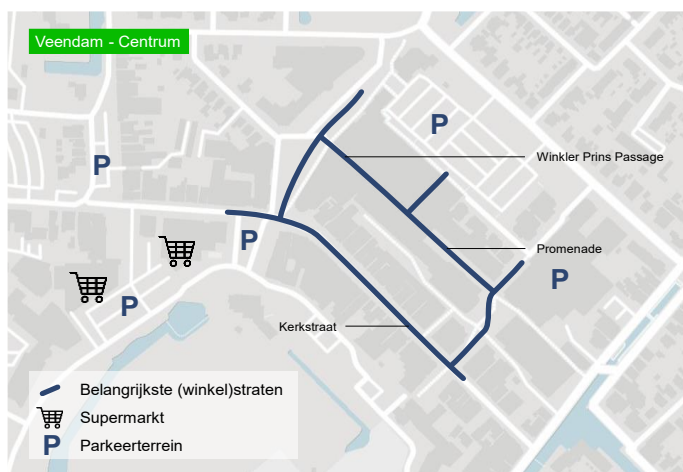 Veendam - Centrum
P
Winkler Prins Passage
P
P
Promenade
P
P
Kerkstraat
Belangrijkste (winkel)straten
Supermarkt
P Parkeerterrein